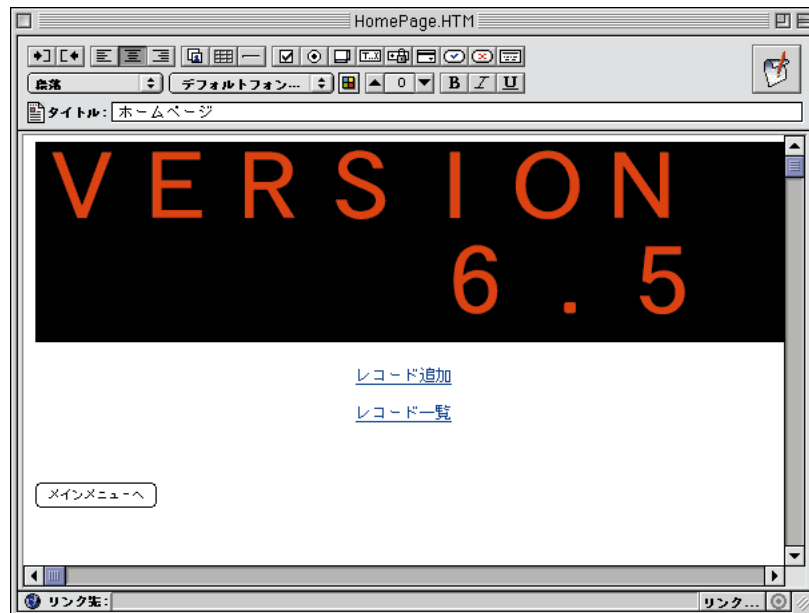 HomePage.HTM
段落
デフォルトフォン...
0
B I U
タイトル: ホームページ
VERSION
6.5
レコード追加
レコード一覧
メインメニューへ
リンク先:
リンク...